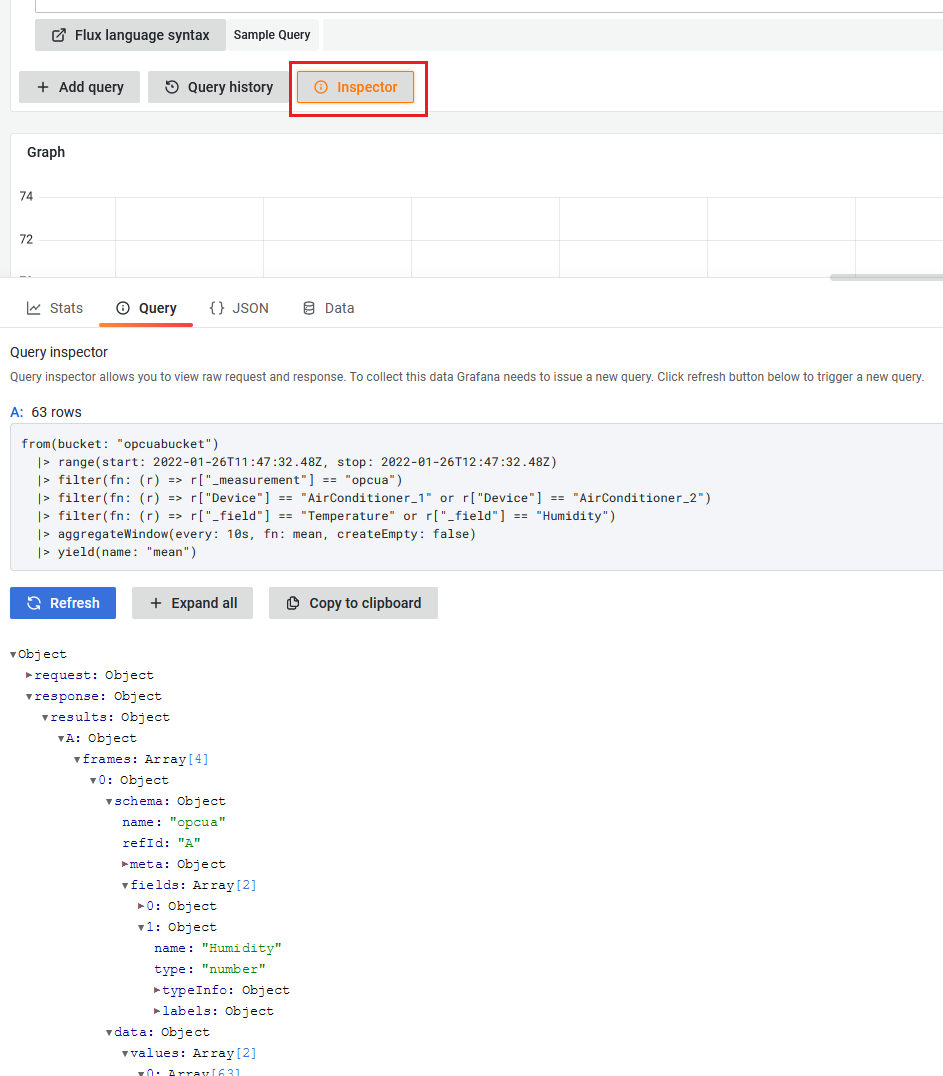 Flux language syntax Sample Query
Add query Query history Inspector
Graph
74
72
Stats Query {} JSON Data
Query inspector
Query inspector allows you to view raw request and response. To collect this data Grafana needs to issue a new query. Click refresh button below to trigger a new query.
A: 63 rows
from(bucket: "opcuabucket")
|> range(start: 2022-01-26T11:47:32.48Z, stop: 2022-01-26T12:47:32.48Z)
|> filter(fn: (r) => r["_measurement"] == "opcua")
|> filter(fn: (r) => r["Device"] == "AirConditioner_1" or r["Device"] == "AirConditioner_2")
|> filter(fn: (r) => r["_field"] == "Temperature" or r["_field"] == "Humidity")
|> aggregateWindow(every: 10s, fn: mean, createEmpty: false)
|> yield(name: "mean")
Refresh Expand all Copy to clipboard
Object
request: Object
response: Object
results: Object
A: Object
frames: Array[4]
0: Object
schema: Object
name: "opcua"
refId: "A"
meta: Object
fields: Array[2]
0: Object
1: Object
name: "Humidity"
type: "number"
typeInfo: Object
labels: Object
data: Object
values: Array[2]
0: Array[63]